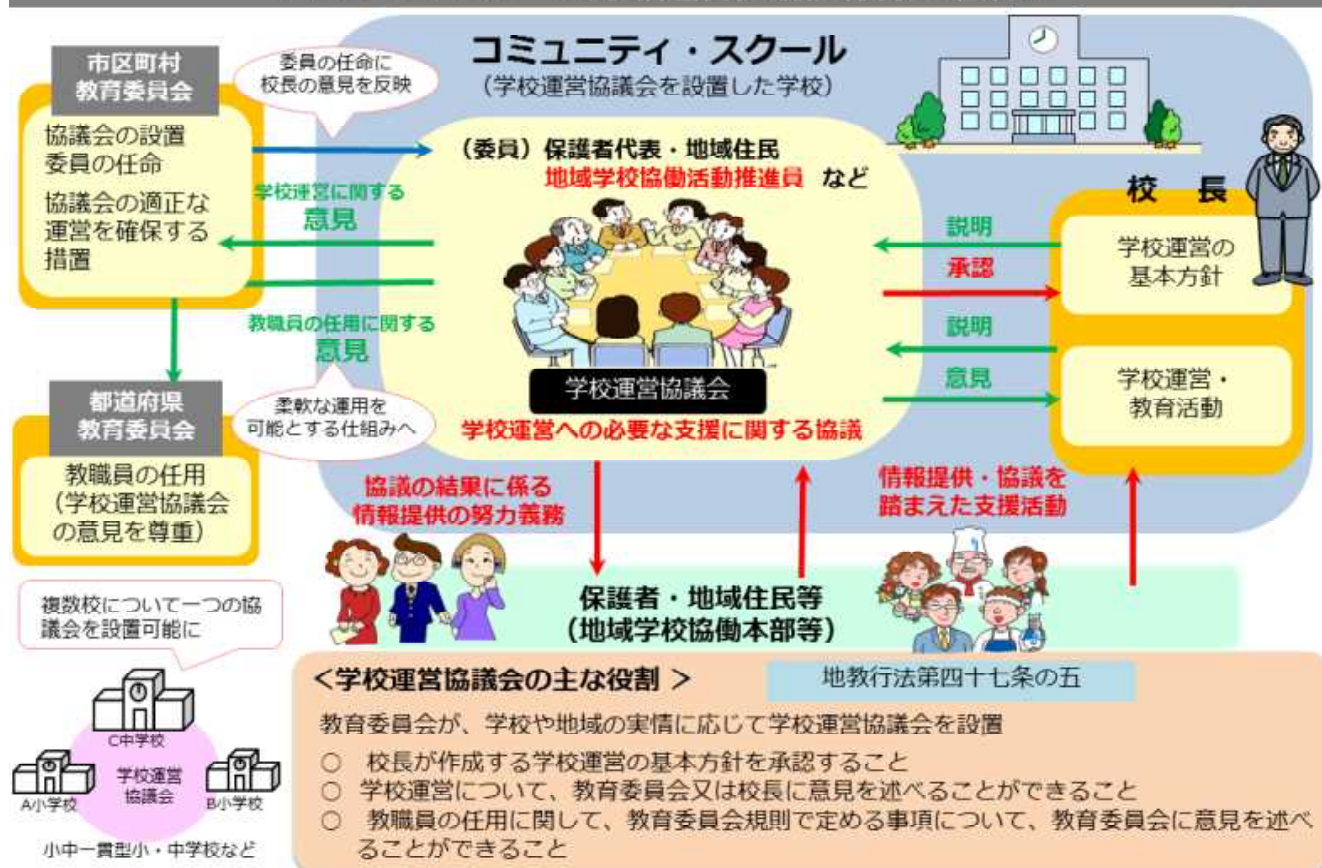 コミュニティ・スクール
(学校運営協議会を設置した学校)
市区町村
教育委員会
協議会の設置
委員の任命
協議会の適正な
運営を確保する
措置
委員の任命に
校長の意見を反映
(委員)保護者代表・地域住民
地域学校協働活動推進員 など
学校運営に関する
意見
教職員の任用に関する
意見
柔軟な運用を
可能とする仕組みへ
都道府県
教育委員会
教職員の任用
(学校運営協議会
の意見を尊重)
学校運営協議会
学校運営への必要な支援に関する協議
校 長
説明
承認
学校運営の
基本方針
説明
意見
学校運営・
教育活動
協議の結果に係る
情報提供の努力義務
情報提供・協議を
踏まえた支援活動
保護者・地域住民等
(地域学校協働本部等)
複数校について一つの協
議会を設置可能に
C中学校
学校運営
協議会
A小学校
B小学校
小中一貫型小・中学校など
<学校運営協議会の主な役割 >
地教行法第四十七条の五
教育委員会が、学校や地域の実情に応じて学校運営協議会を設置
○ 校長が作成する学校運営の基本方針を承認すること
○ 学校運営について、教育委員会又は校長に意見を述べることができること
○ 教職員の任用に関して、教育委員会規則で定める事項について、教育委員会に意見を述べ
ることができること